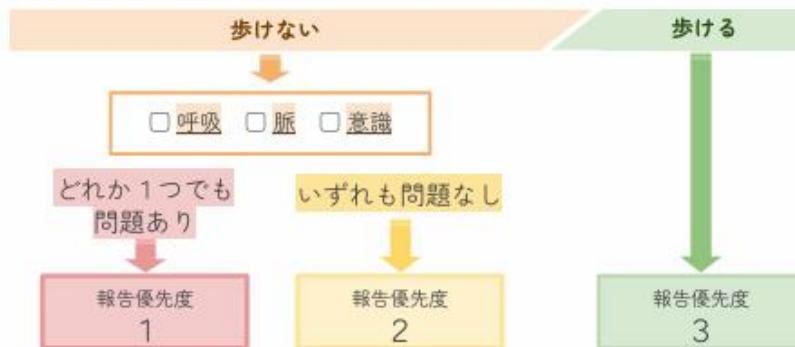 歩けない
歩ける
□ 呼吸 □ 脈 □ 意識
どれか１つでも
問題あり
いずれも問題なし
報告優先度
1
報告優先度
2
報告優先度
3